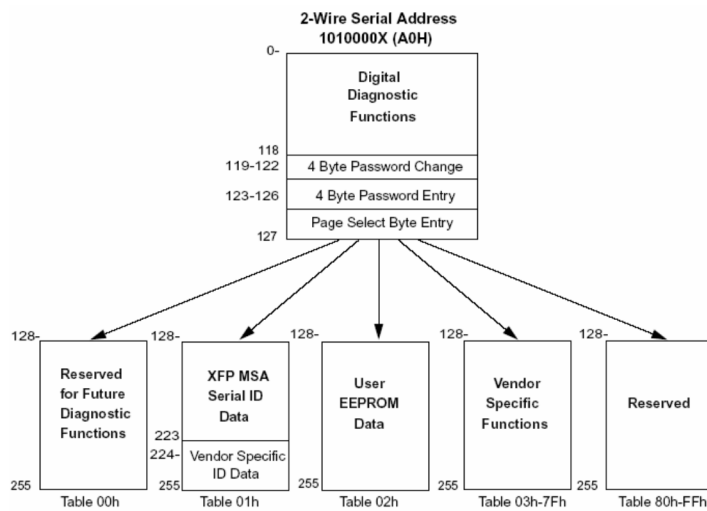 2-Wire Serial Address
1010000X (A0H)
0-
Digital
Diagnostic
Functions
118
119-122
4 Byte Password Change
123-126
4 Byte Password Entry
Page Select Byte Entry
127
128-
Reserved
for Future
Diagnostic
Functions
255
Table 00h
128-
XFP MSA
Serial ID
Data
223
224-
Vendor Specific
ID Data
255
Table 01h
128-
User
EEPROM
Data
255
Table 02h
128-
Vendor
Specific
Functions
255
Table 03h-7Fh
128-
Reserved
255
Table 80h-FFh